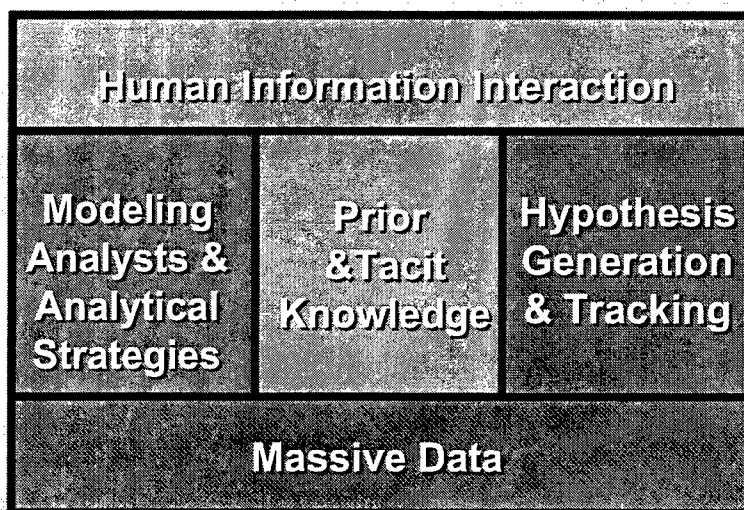 Human Information Interaction
Modeling
Analysts &
Analytical
Strategies
Prior
&Tacit
Knowledge
Hypothesis
Generation
& Tracking
Massive Data